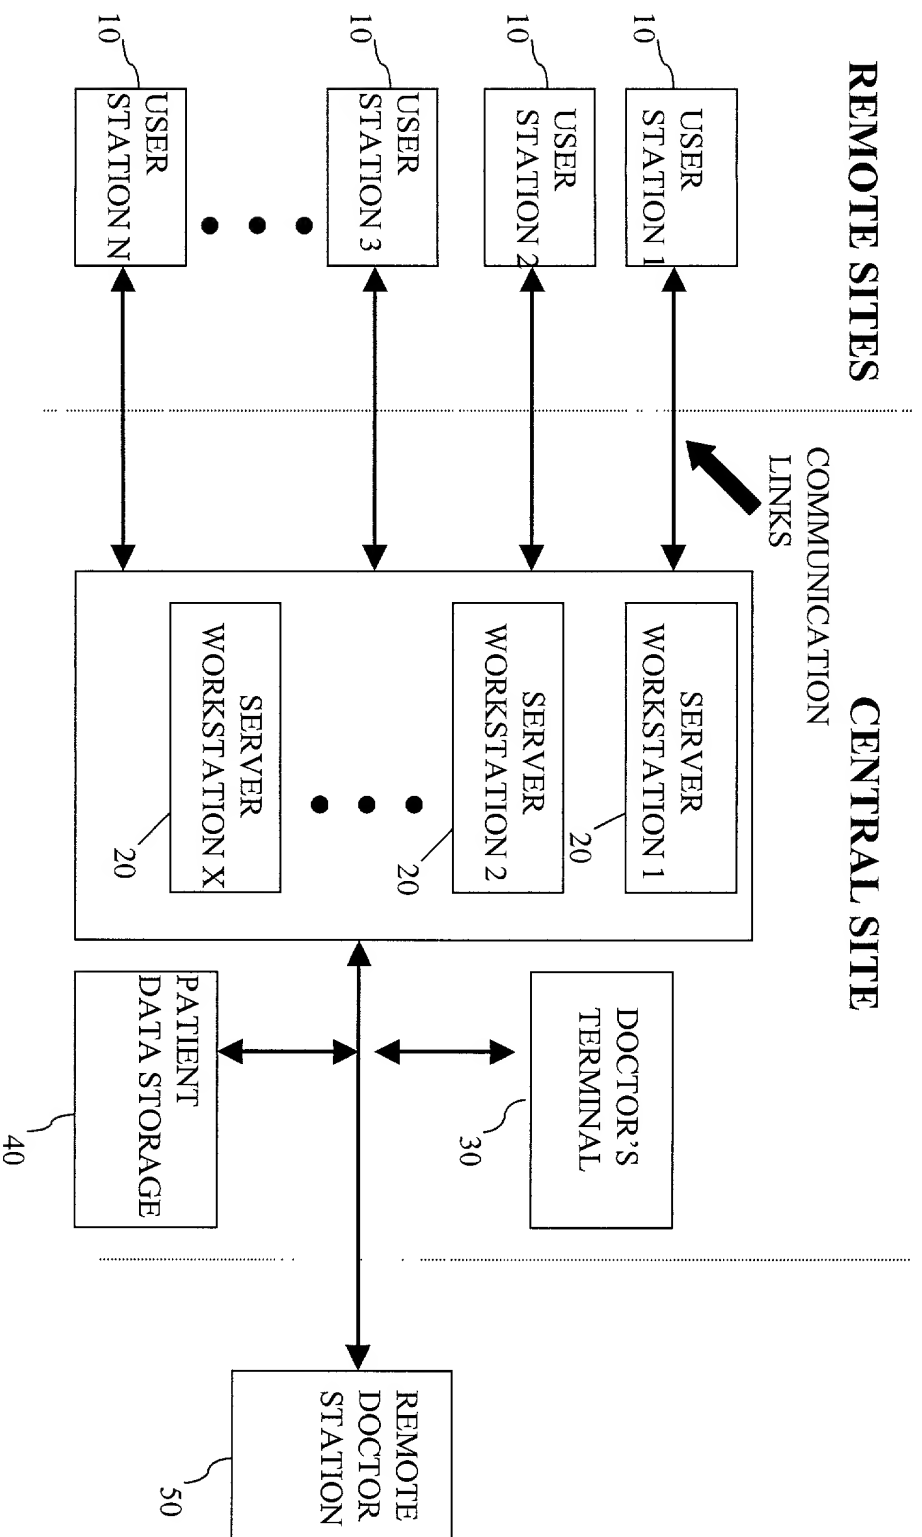 REMOTE SITES
CENTRAL SITE
COMMUNICATION
LINKS
10
USER
STATION 1
10
USER
STATION 2
10
USER
STATION 3
10
USER
STATION N
SERVER
WORKSTATION 1
20
SERVER
WORKSTATION 2
20
SERVER
WORKSTATION X
20
DOCTOR'S
TERMINAL
30
PATIENT
DATA STORAGE
40
REMOTE
DOCTOR
STATION
50